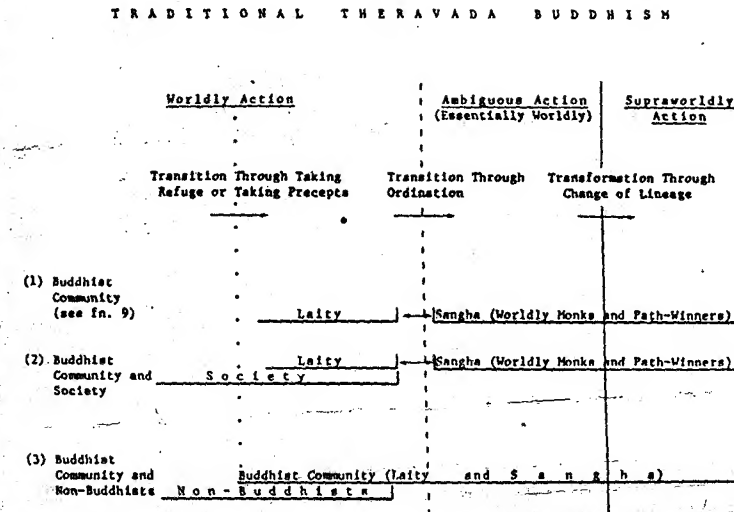 TRADITIONAL THERAVADA BUDDHISM
Worldly Action
Ambiguous Action
(Essentially Worldly)
Supraworldly
Action
Transition Through Taking
Refuge or Taking Precepts
Transition Through
Ordination
Transformation Through
Change of Lineage
(1) Buddhist
Community
(see fn. 9)
Laity
Sangha (Worldly Monks and Path-Winners)
(2) Buddhist
Community and
Society
Laity
Society
Sangha (Worldly Monks and Path-Winners)
(3) Buddhist
Community and
Non-Buddhists
Buddhist Community (Laity and Sangha)
Non-Buddhists